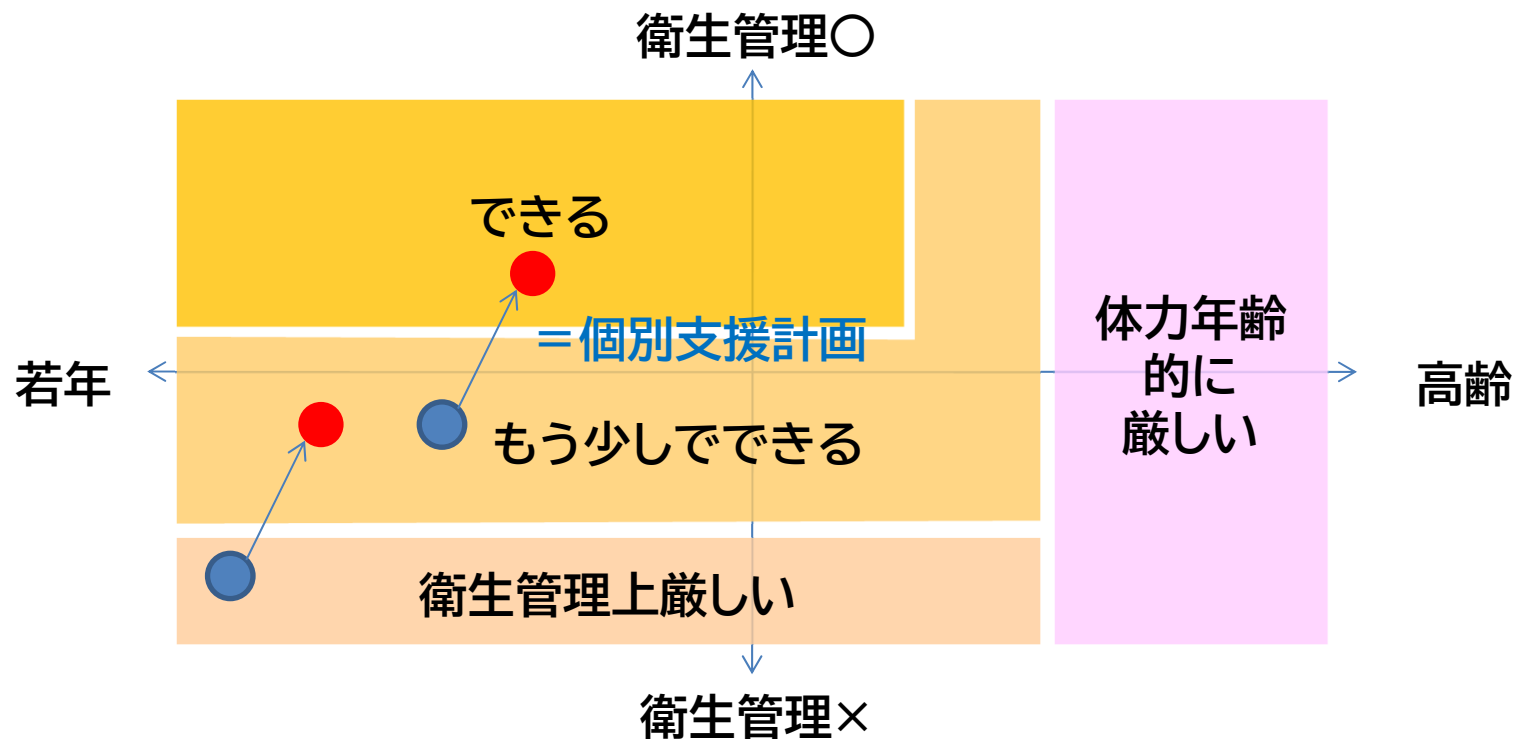 衛生管理〇
できる
＝個別支援計画
体力年齢
的に
厳しい
若年
高齢
もう少しでできる
衛生管理上厳しい
衛生管理×